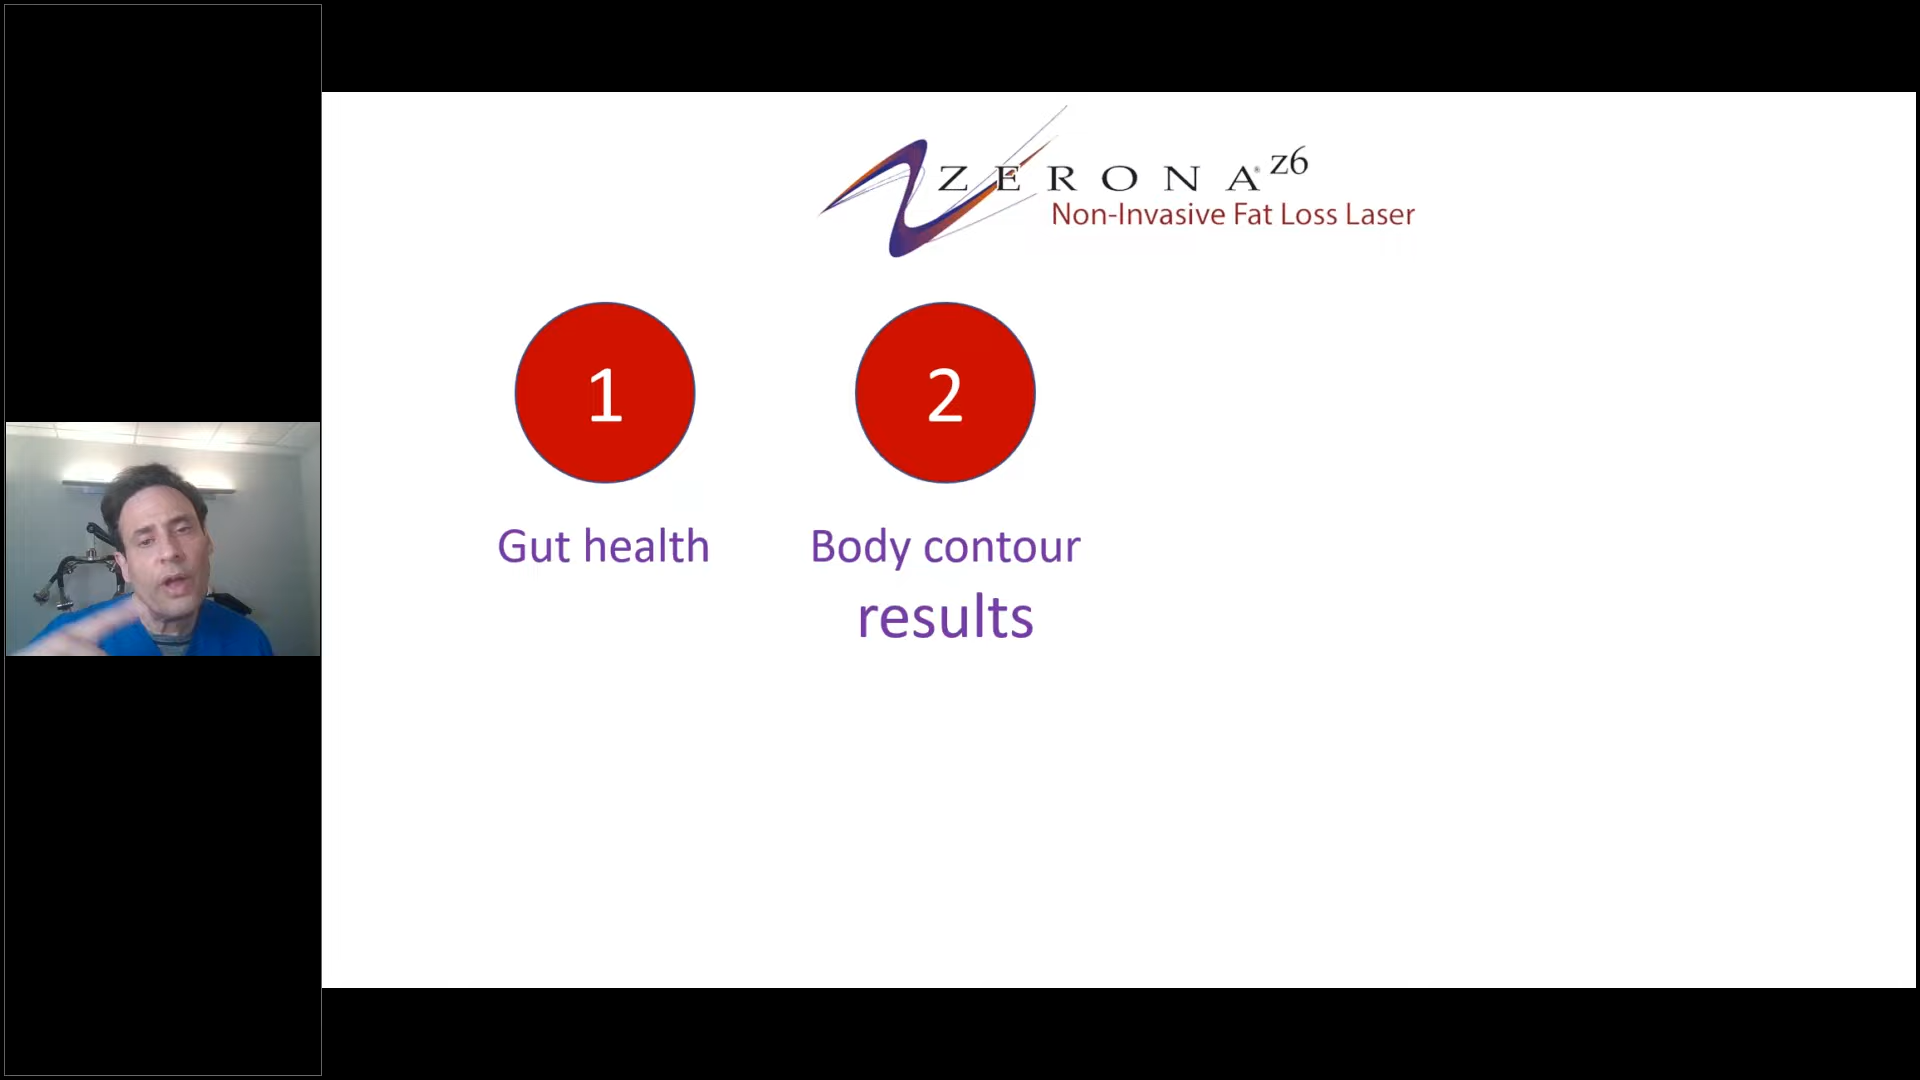 ZERONA® z6
Non-Invasive Fat Loss Laser
1
2
Gut health
Body contour
results